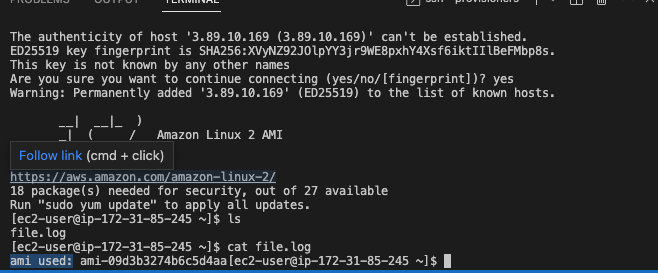 PROBLEMS OUTPUT TERMINAL ssh - provisioners
The authenticity of host '3.89.10.169 (3.89.10.169)' can't be established.
ED25519 key fingerprint is SHA256:XVyNZ92JOlpYY3jr9WE8pxhY4Xsf6iktIIlBeFMbp8s.
This key is not known by any other names
Are you sure you want to continue connecting (yes/no/[fingerprint])? yes
Warning: Permanently added '3.89.10.169' (ED25519) to the list of known hosts.
__| __|_ )
_| ( / Amazon Linux 2 AMI
Follow link (cmd + click)
https://aws.amazon.com/amazon-linux-2/
18 package(s) needed for security, out of 27 available
Run "sudo yum update" to apply all updates.
[ec2-user@ip-172-31-85-245 ~]$ ls
file.log
[ec2-user@ip-172-31-85-245 ~]$ cat file.log
ami used: ami-09d3b3274b6c5d4aa[ec2-user@ip-172-31-85-245 ~]$